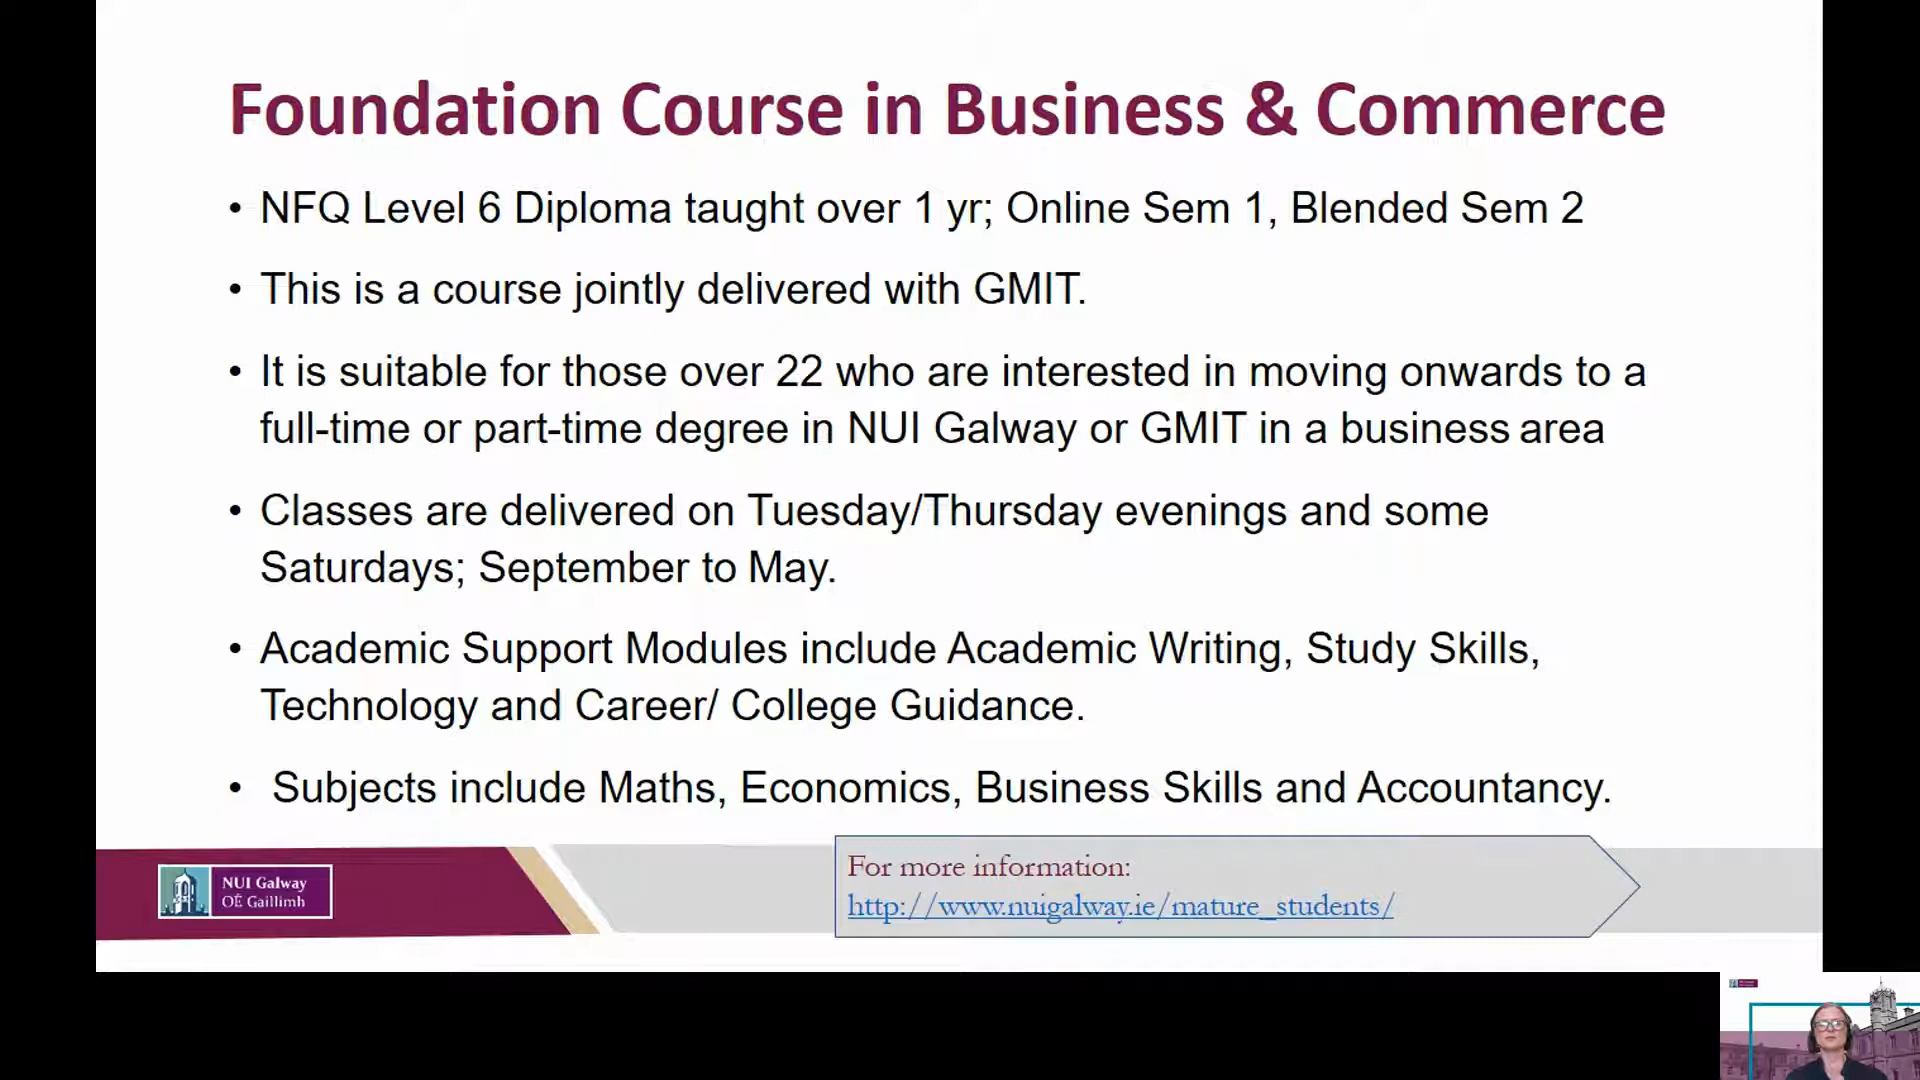 Foundation Course in Business & Commerce
• NFQ Level 6 Diploma taught over 1 yr; Online Sem 1, Blended Sem 2
• This is a course jointly delivered with GMIT.
• It is suitable for those over 22 who are interested in moving onwards to a
full-time or part-time degree in NUI Galway or GMIT in a business area
• Classes are delivered on Tuesday/Thursday evenings and some
Saturdays; September to May.
• Academic Support Modules include Academic Writing, Study Skills,
Technology and Career/ College Guidance.
• Subjects include Maths, Economics, Business Skills and Accountancy.
NUI Galway
OÉ Gaillimh
For more information:
http://www.nuigalway.ie/mature_students/